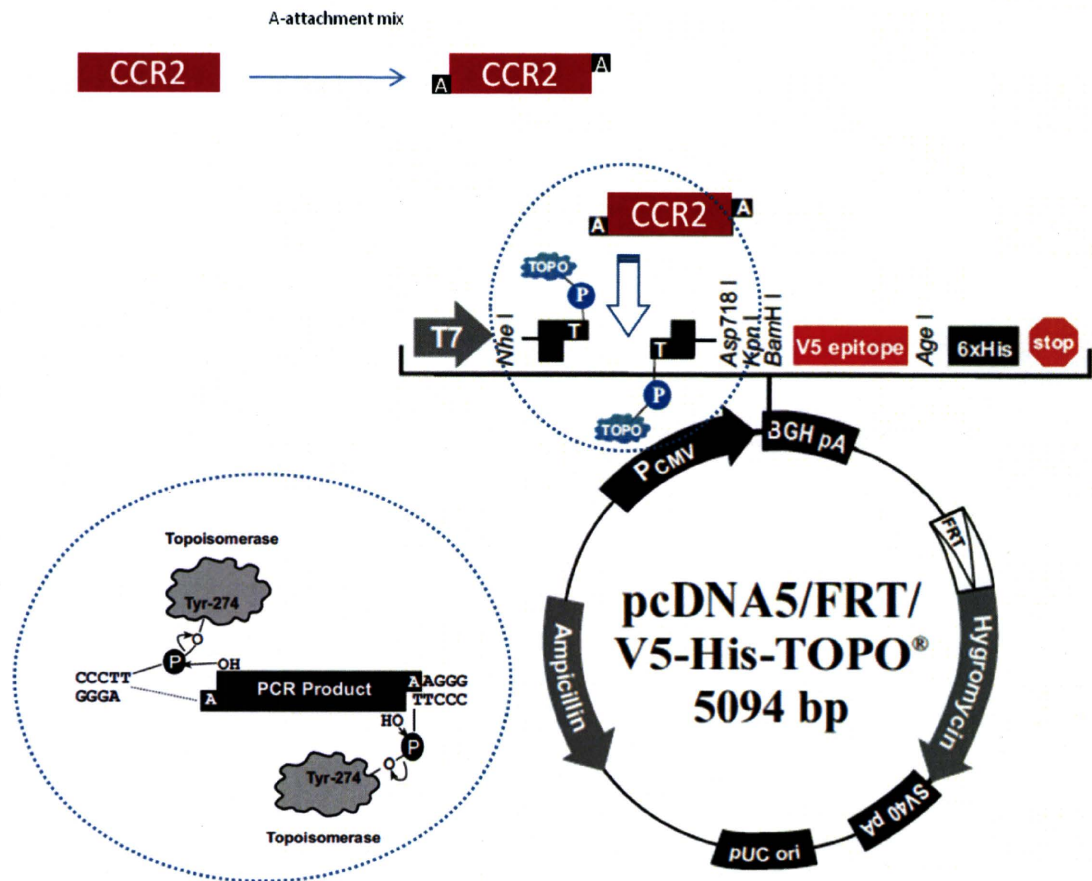 A-attachment mix
CCR2
A CCR2 A
A CCR2 A
TOPO
P
T7
Nhe I
T
T
Asp718 I
Kpn I
BamH I
V5 epitope
Age I
6xHis
stop
P
TOPO
PCMV
BGH pA
FRT
Hygromycin
SV40 pA
pUC ori
Ampicillin
pcDNA5/FRT/
V5-His-TOPO®
5094 bp
Topoisomerase
Tyr-274
O
P
OH
CCCTT
GGGA
A PCR Product A
AGGG
TTCCC
HO
P
O
Tyr-274
Topoisomerase